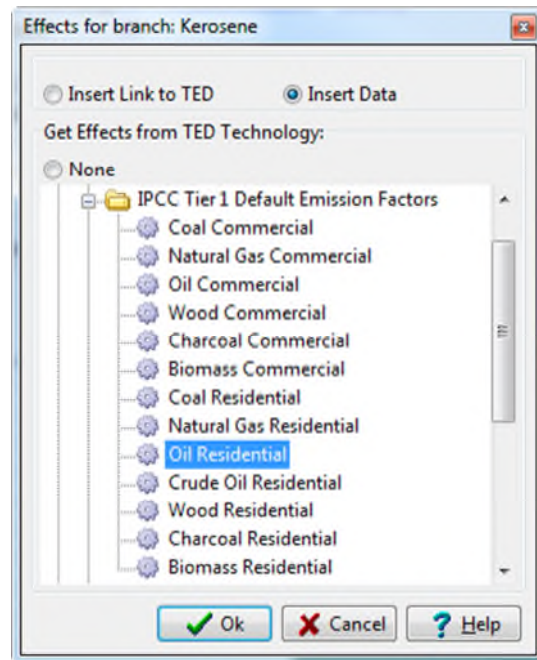 Effects for branch: Kerosene
Insert Link to TED Insert Data
Get Effects from TED Technology:
None
IPCC Tier 1 Default Emission Factors
Coal Commercial
Natural Gas Commercial
Oil Commercial
Wood Commercial
Charcoal Commercial
Biomass Commercial
Coal Residential
Natural Gas Residential
Oil Residential
Crude Oil Residential
Wood Residential
Charcoal Residential
Biomass Residential
Ok Cancel ? Help